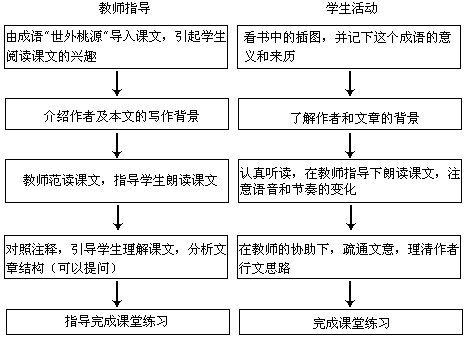 教师指导
由成语"世外桃源"导入课文，引起学生
阅读课文的兴趣
介绍作者及本文的写作背景
教师范读课文，指导学生朗读课文
对照注释，引导学生理解课文，分析文
章结构（可以提问）
指导完成课堂练习
学生活动
看书中的插图，并记下这个成语的意
义和来历
了解作者和文章的背景
认真听读，在教师指导下朗读课文，注
意语音和节奏的变化
在教师的协助下，疏通文意，理清作者
行文思路
完成课堂练习